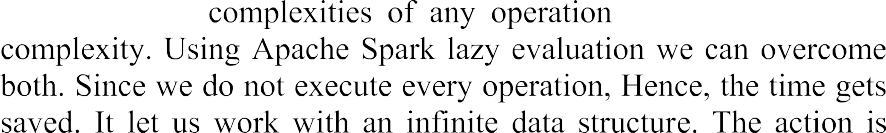 complexities of any operation
complexity. Using Apache Spark lazy evaluation we can overcome
both. Since we do not execute every operation, Hence, the time gets
saved. It let us work with an infinite data structure. The action is